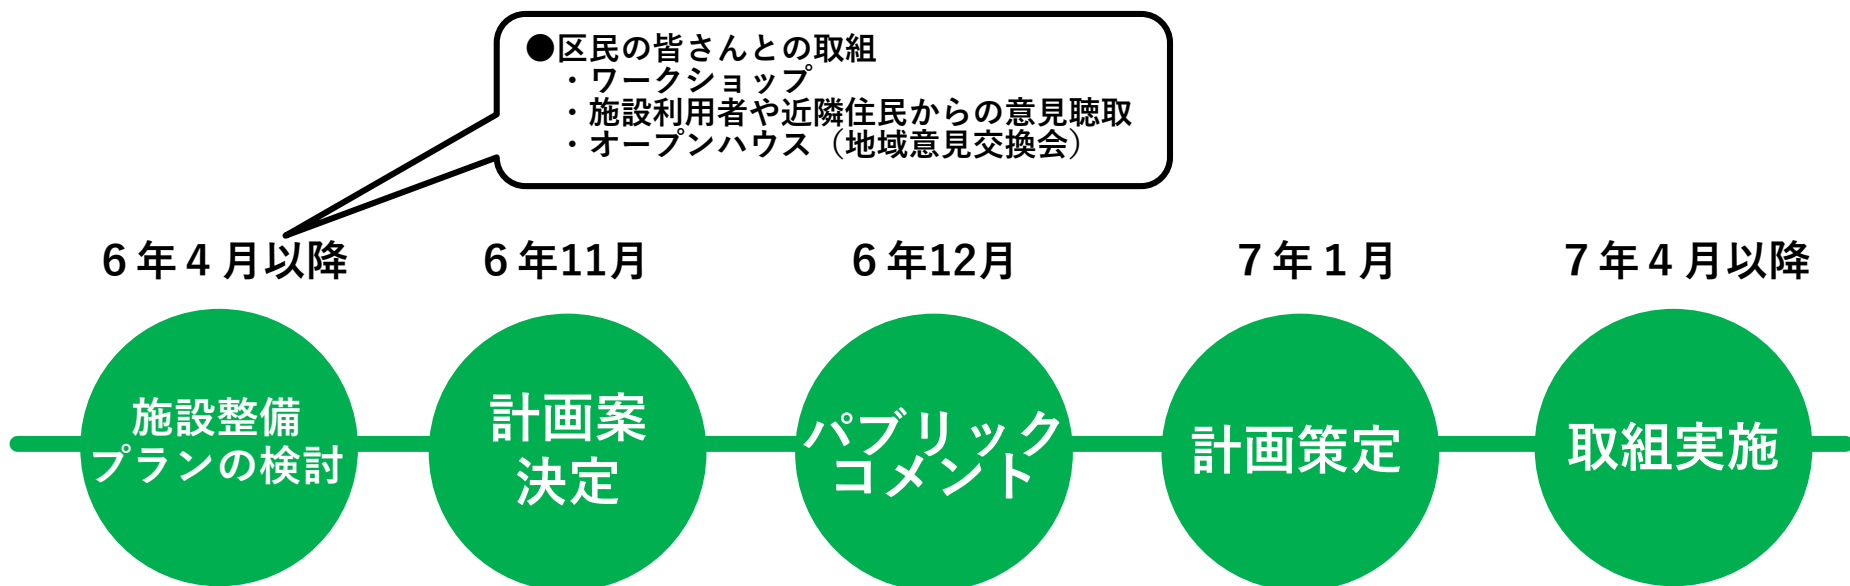 ●区民の皆さんとの取組
・ワークショップ
・施設利用者や近隣住民からの意見聴取
・オープンハウス（地域意見交換会）
６年４月以降
６年11月
６年12月
７年１月
７年４月以降
施設整備
プランの検討
計画案
決定
パブリック
コメント
計画策定
取組実施